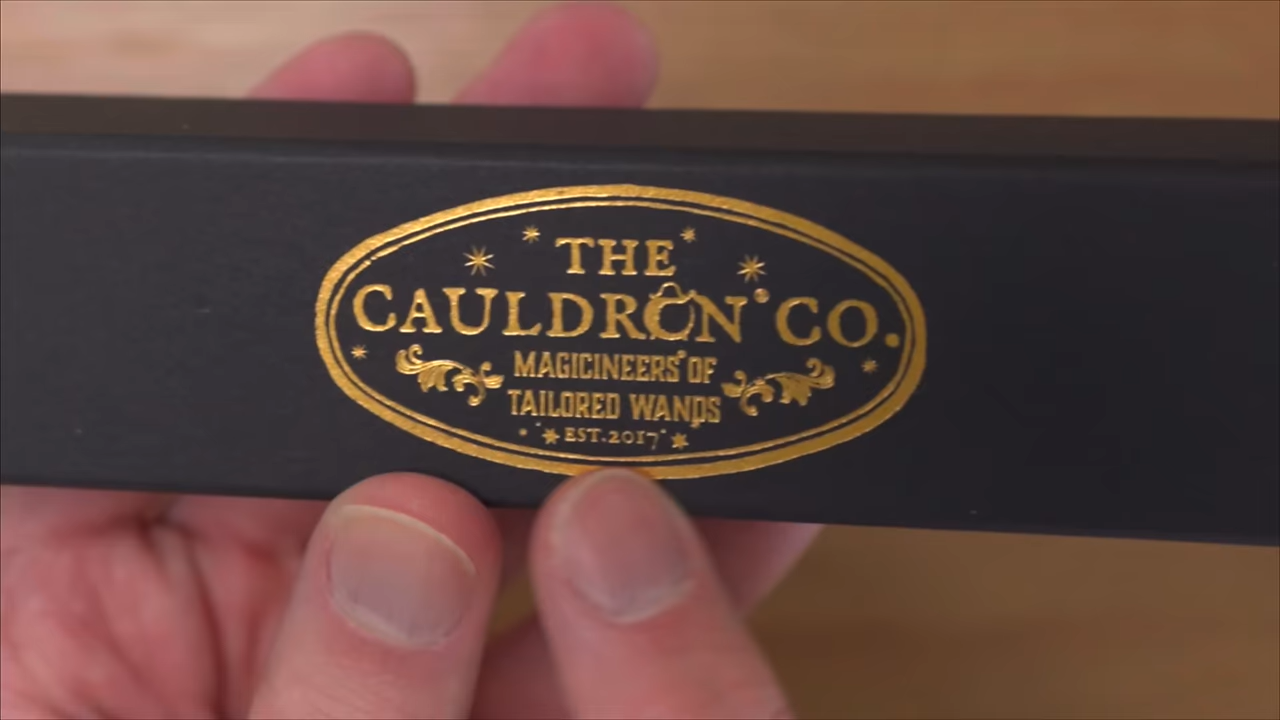 THE
CAULDRON CO.
MAGICINEERS OF
TAILORED WANDS
EST.2017